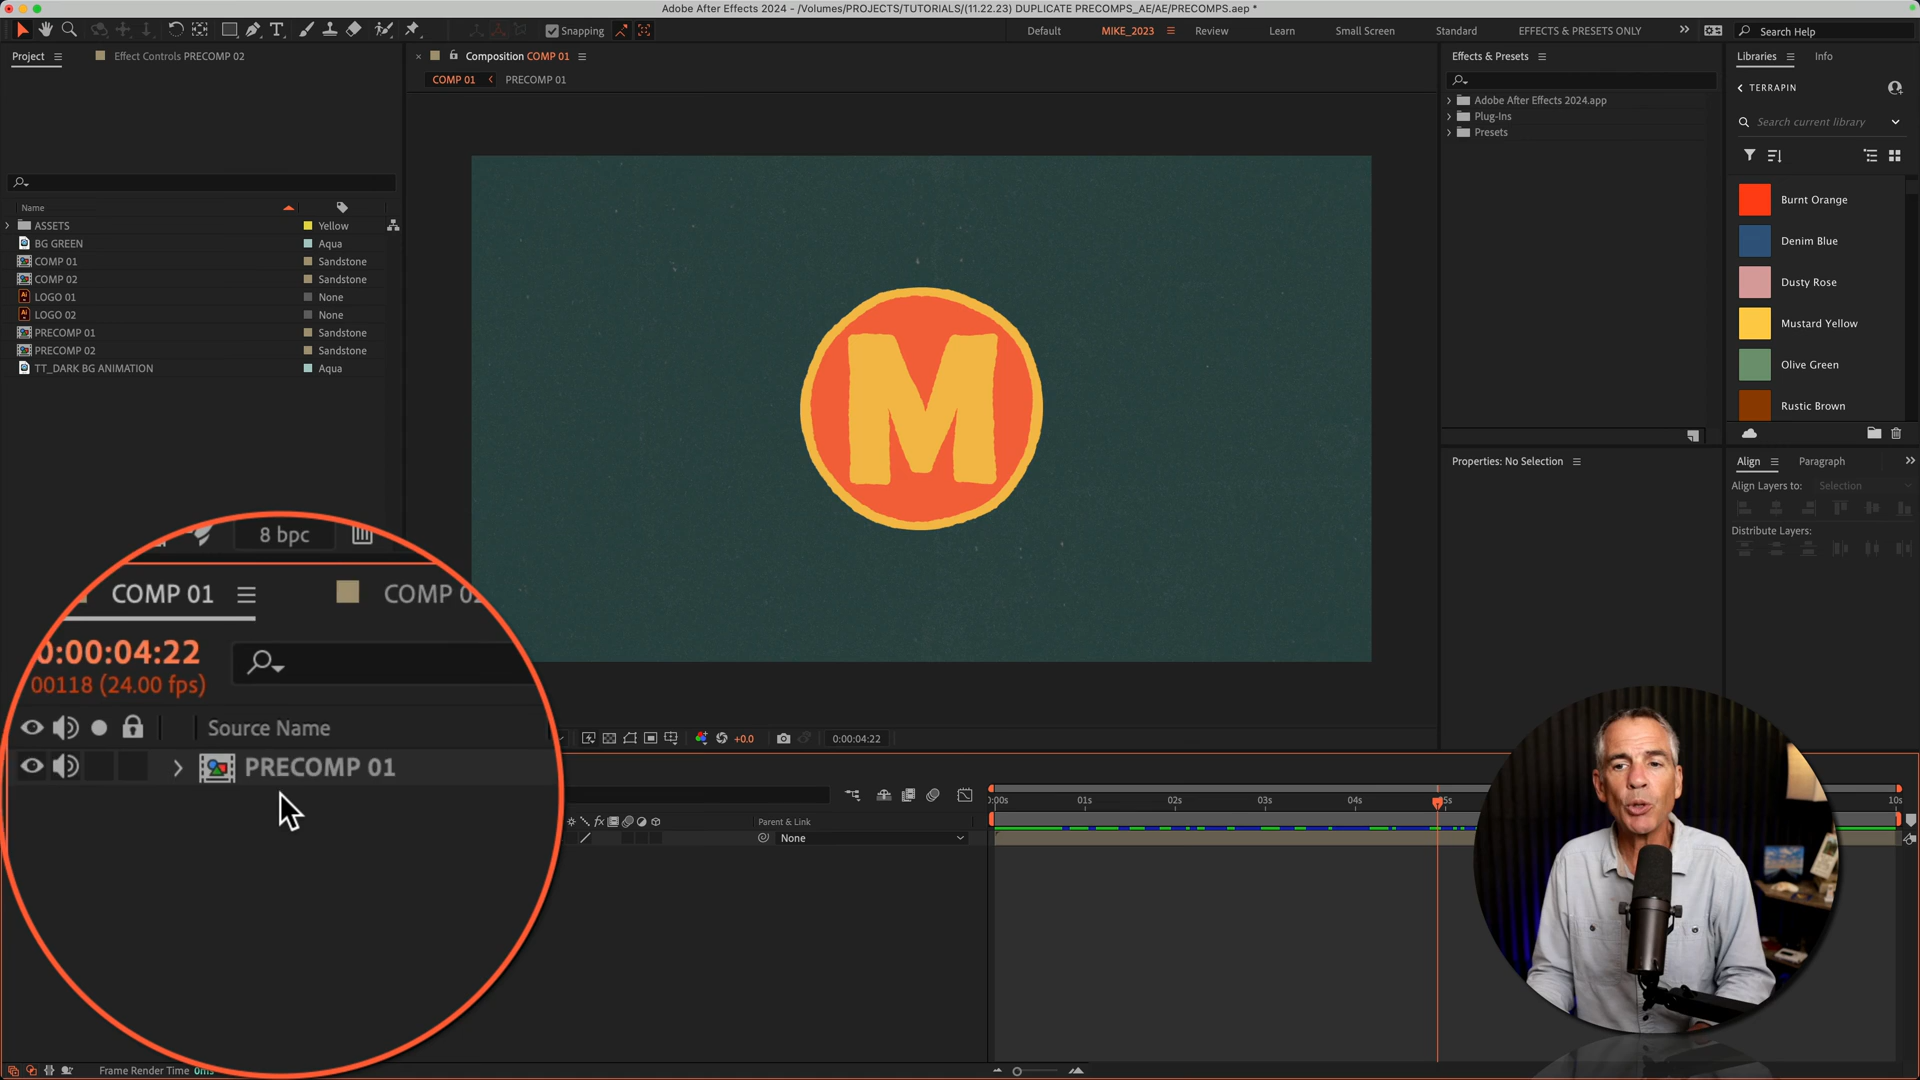 Adobe After Effects 2024 - /Volumes/PROJECTS/TUTORIALS/(11.22.23) DUPLICATE PRECOMPS_AE/AE/PRECOMPS.aep *
Snapping
Default
MIKE_2023
Review
Learn
Small Screen
Standard
EFFECTS & PRESETS ONLY
Search Help
Project
Effect Controls PRECOMP 02
Composition COMP 01
COMP 01
PRECOMP 01
Effects & Presets
Adobe After Effects 2024.app
Plug-Ins
Presets
Libraries
Info
TERRAPIN
Search current library
Burnt Orange
Denim Blue
Dusty Rose
Mustard Yellow
Olive Green
Rustic Brown
Name
ASSETS Yellow
BG GREEN Aqua
COMP 01 Sandstone
COMP 02 Sandstone
LOGO 01 None
LOGO 02 None
PRECOMP 01 Sandstone
PRECOMP 02 Sandstone
TT_DARK BG ANIMATION Aqua
M
Properties: No Selection
Align
Paragraph
Align Layers to: Selection
Distribute Layers:
8 bpc
COMP 01
COMP 0
0:00:04:22
00118 (24.00 fps)
Source Name
PRECOMP 01
+0.0
0:00:04:22
Parent & Link
None
:00s 01s 02s 03s 04s 05s 10s
Frame Render Time 0ms